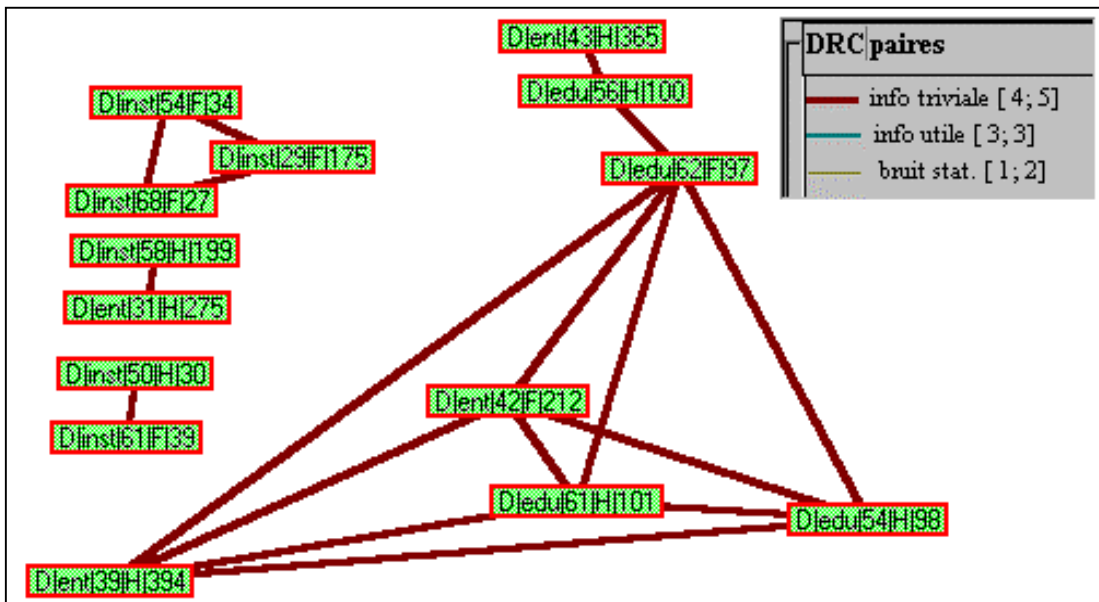 D|ent|43|H|365
D|edu|56|H|100
D|inst|54|F|34
D|inst|29|F|175
D|edu|62|F|97
D|inst|68|F|27
D|inst|58|H|199
D|ent|31|H|275
D|inst|50|H|30
D|ent|42|F|212
D|inst|61|F|39
D|edu|61|H|101
D|edu|54|H|98
D|ent|39|H|394
DRC paires
info triviale [ 4; 5]
info utile [ 3; 3]
bruit stat. [ 1; 2]